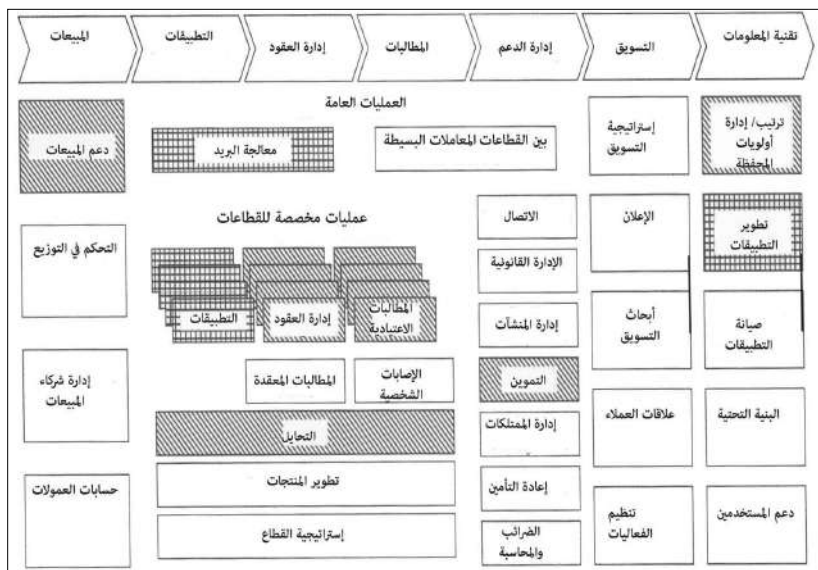 تقنية المعلومات
التسويق
إدارة الدعم
المطالبات
إدارة العقود
التطبيقات
المبيعات
ترتيب/ إدارة
أولويات
المحفظة
تطوير
التطبيقات
صيانة
التطبيقات
البنية التحتية
دعم المستخدمين
إستراتيجية
التسويق
الإعلان
أبحاث
التسويق
علاقات العملاء
تنظيم
الفعاليات
العمليات العامة
بين القطاعات المعاملات البسيطة
معالجة البريد
الاتصال
الإدارة القانونية
إدارة المنشآت
التموين
إدارة الممتلكات
إعادة التأمين
الضرائب
والمحاسبة
عمليات مخصصة للقطاعات
المطالبات
الاعتيادية
إدارة العقود
التطبيقات
الإصابات
الشخصية
المطالبات المعقدة
التحايل
تطوير المنتجات
إستراتيجية القطاع
دعم المبيعات
التحكم في التوزيع
إدارة شركاء
المبيعات
حسابات العمولات